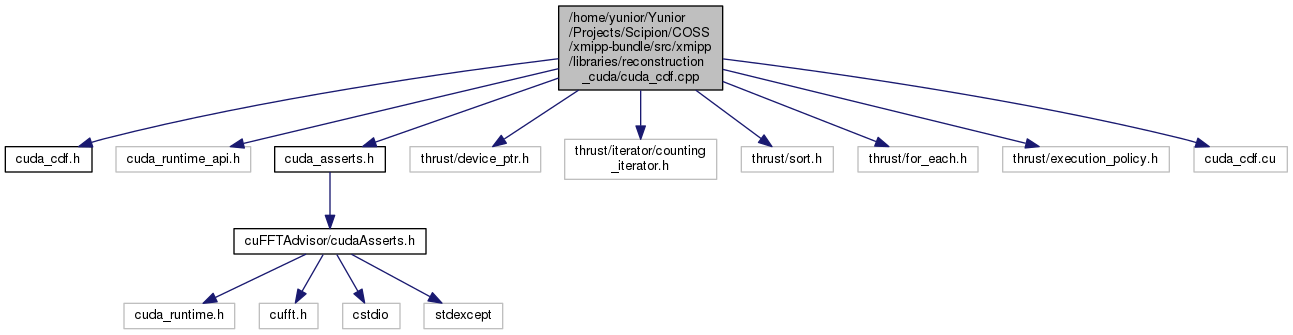 /home/yunior/Yunior
/Projects/Scipion/COSS
/xmipp-bundle/src/xmipp
/libraries/reconstruction
_cuda/cuda_cdf.cpp
cuda_cdf.h
cuda_runtime_api.h
cuda_asserts.h
thrust/device_ptr.h
thrust/iterator/counting
_iterator.h
thrust/sort.h
thrust/for_each.h
thrust/execution_policy.h
cuda_cdf.cu
cuFFTAdvisor/cudaAsserts.h
cuda_runtime.h
cufft.h
cstdio
stdexcept